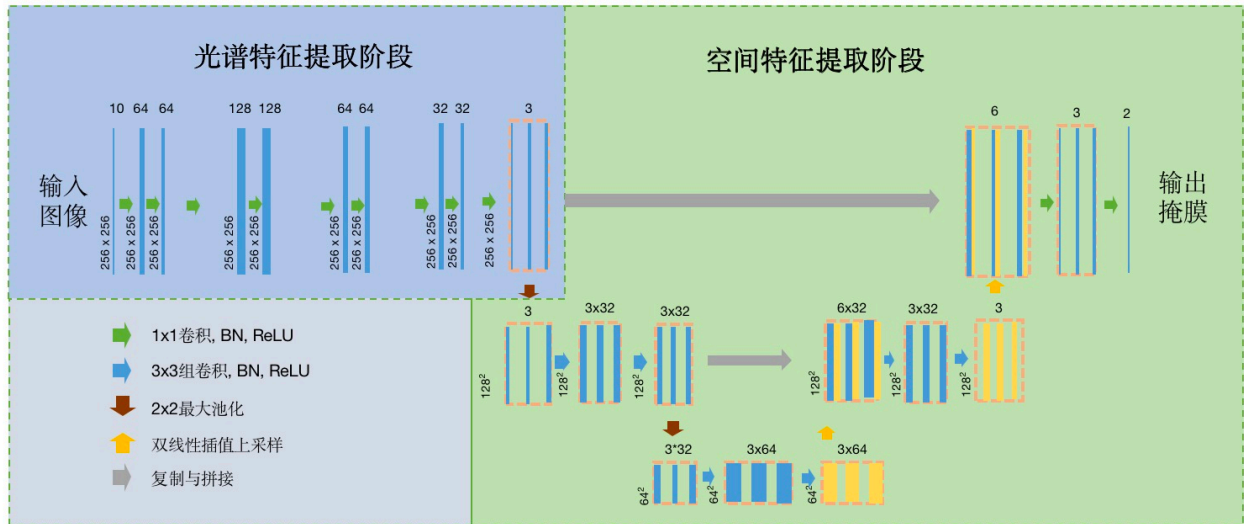 光谱特征提取阶段
空间特征提取阶段
10 64 64 128 128 64 64 32 32 3
6 3 2
输入
图像
256 x 256
256 x 256
256 x 256
256 x 256
256 x 256
256 x 256
256 x 256
256 x 256
256 x 256
256 x 256
输出
掩膜
3 3x32 3x32 6x32 3x32 3
128²
128²
128²
128²
128²
128²
1x1卷积, BN, ReLU
3x3组卷积, BN, ReLU
2x2最大池化
双线性插值上采样
复制与拼接
3*32 3x64 3x64
64²
64²
64²